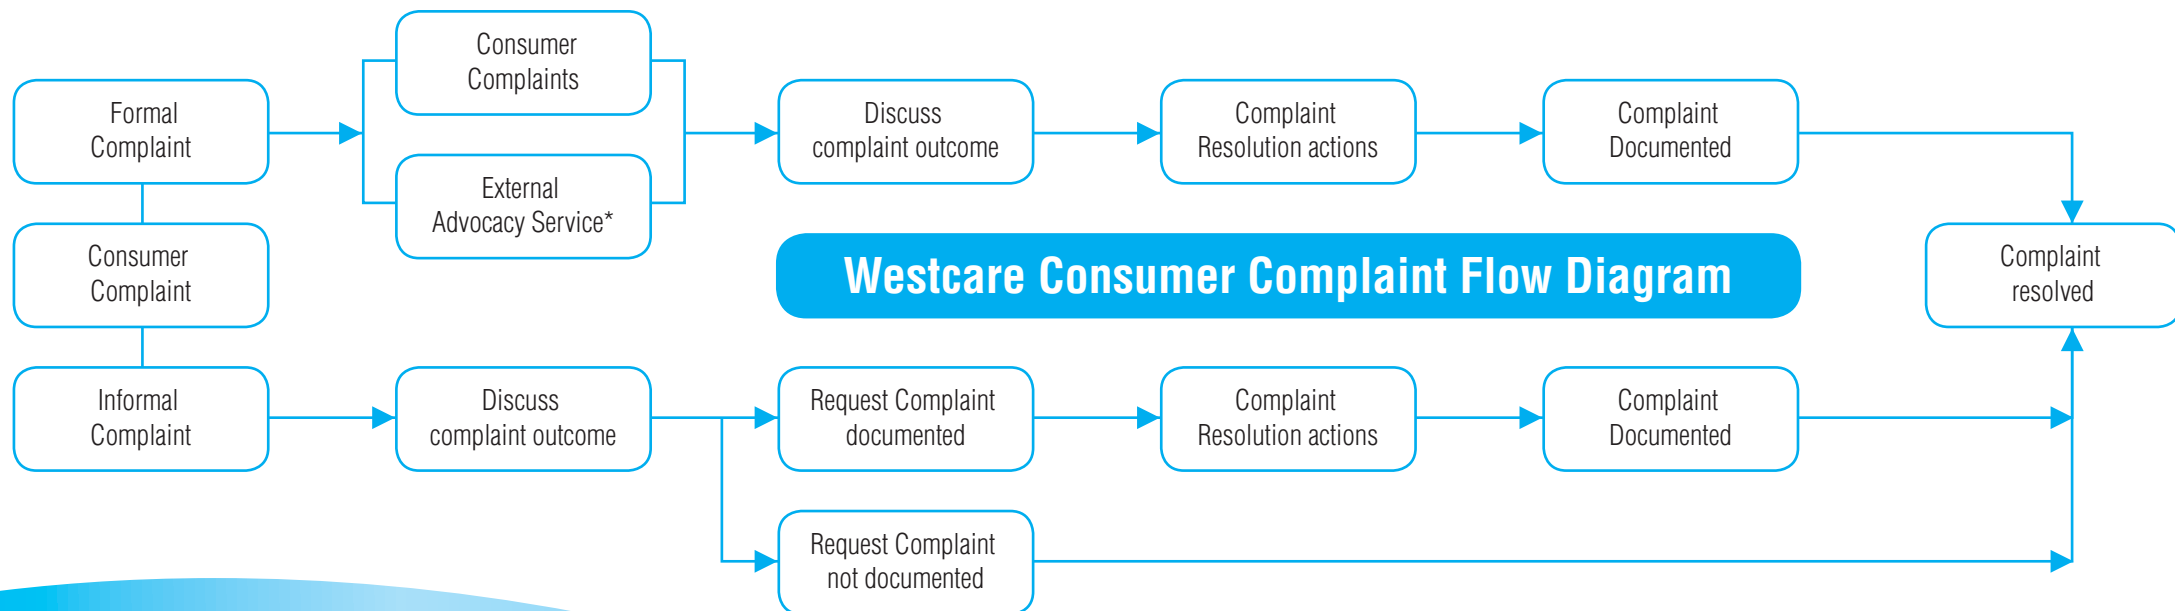 Consumer
Complaints
Formal
Complaint
Discuss
complaint outcome
Complaint
Resolution actions
Complaint
Documented
External
Advocacy Service*
Consumer
Complaint
Westcare Consumer Complaint Flow Diagram
Complaint
resolved
Informal
Complaint
Discuss
complaint outcome
Request Complaint
documented
Complaint
Resolution actions
Complaint
Documented
Request Complaint
not documented